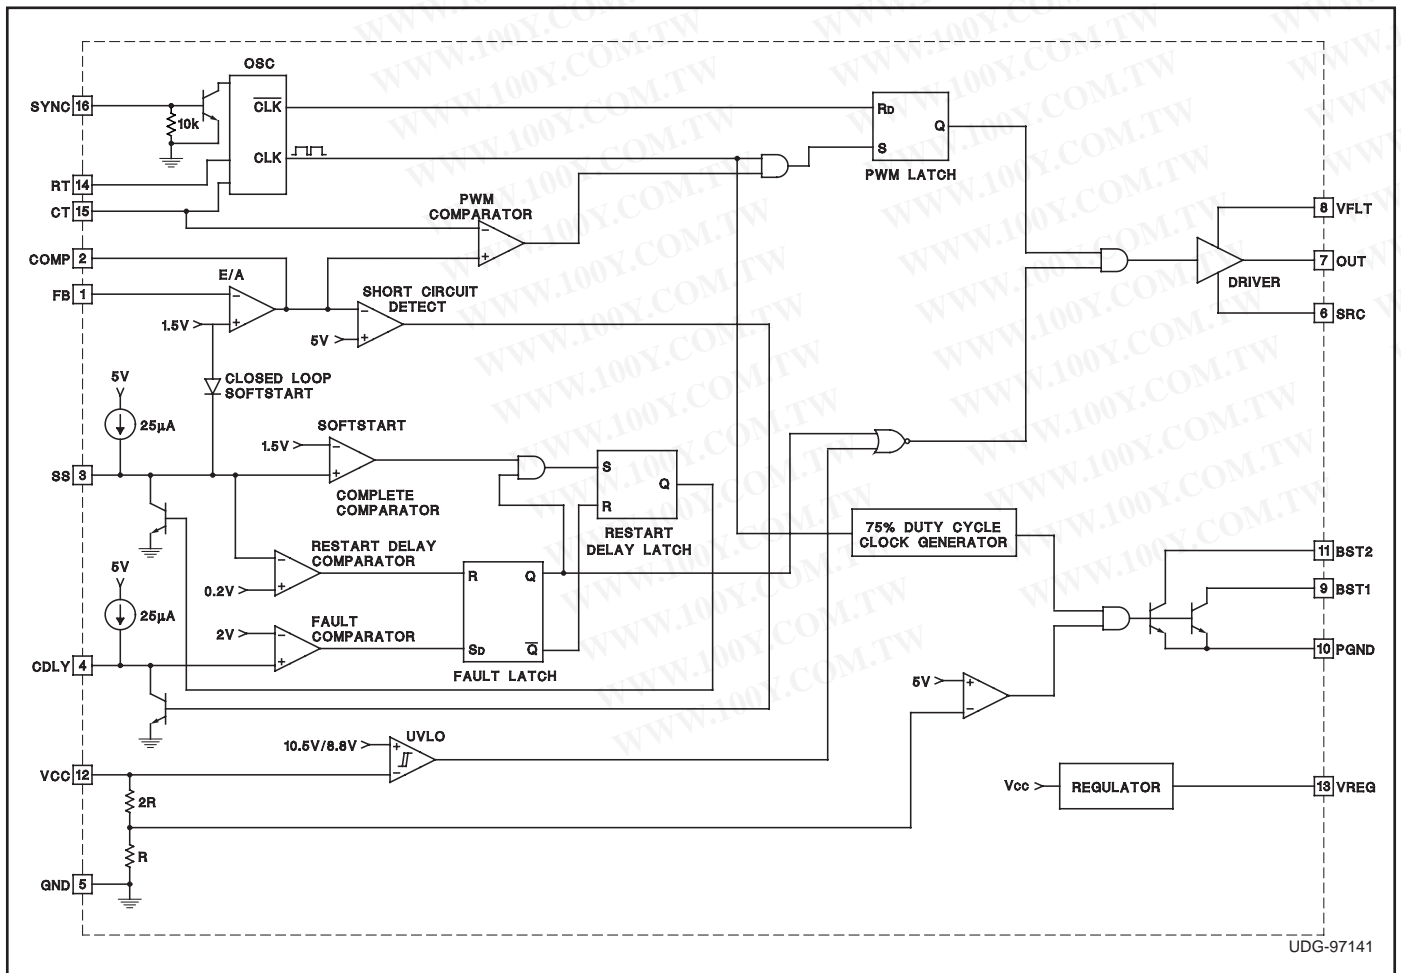 OSC
SYNC 16
10k
CLK
CLK
RT 14
CT 15
COMP 2
FB 1
E/A
1.5V
PWM
COMPARATOR
SHORT CIRCUIT
DETECT
5V
RD
S
Q
PWM LATCH
8 VFLT
7 OUT
DRIVER
6 SRC
5V
25μA
CLOSED LOOP
SOFTSTART
SS 3
1.5V
SOFTSTART
COMPLETE
COMPARATOR
S
R
Q
RESTART
DELAY LATCH
RESTART DELAY
COMPARATOR
0.2V
5V
25μA
2V
FAULT
COMPARATOR
CDLY 4
R
SD
Q
Q
FAULT LATCH
75% DUTY CYCLE
CLOCK GENERATOR
11 BST2
9 BST1
10 PGND
5V
10.5V/8.8V
UVLO
VCC 12
2R
R
GND 5
Vcc
REGULATOR
13 VREG
UDG-97141
WWW.100Y.COM.TW